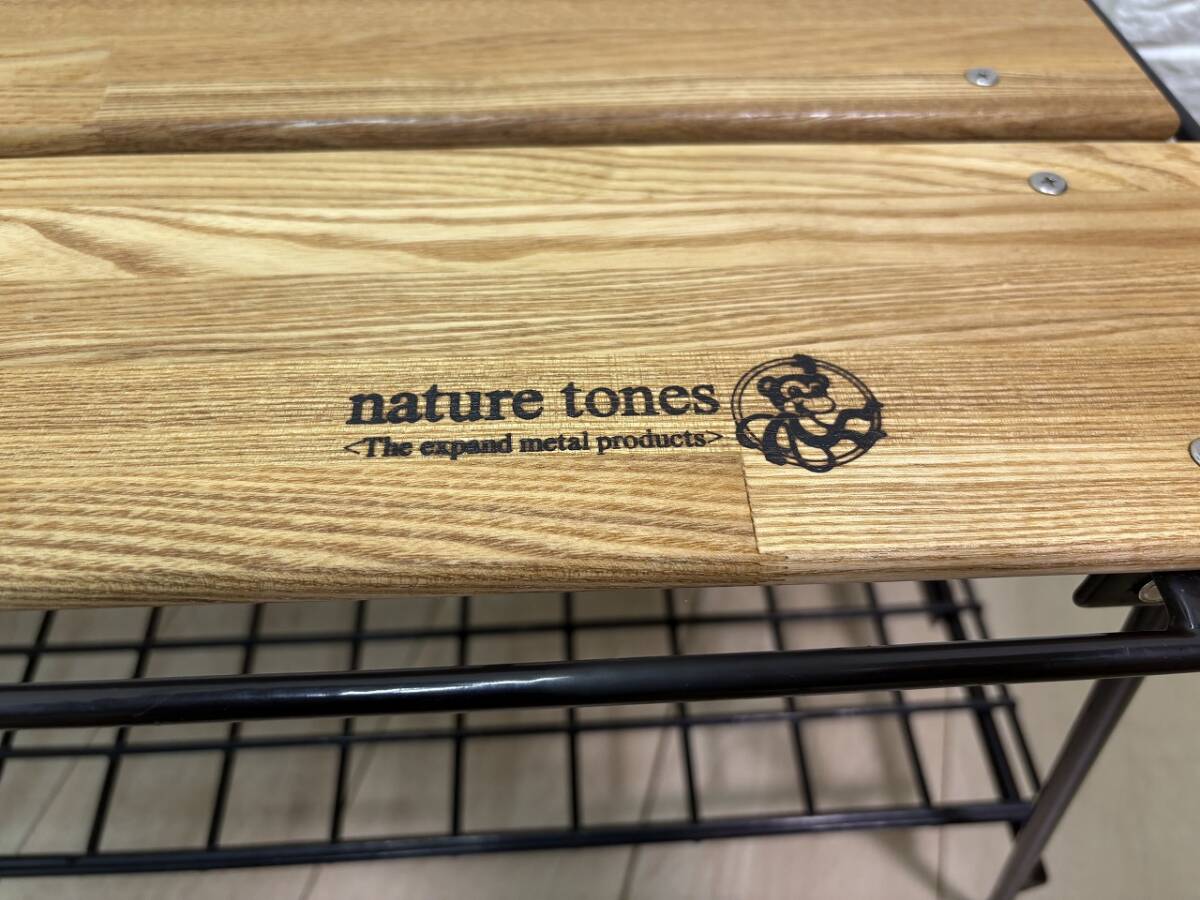 nature tones
<The expand metal products>